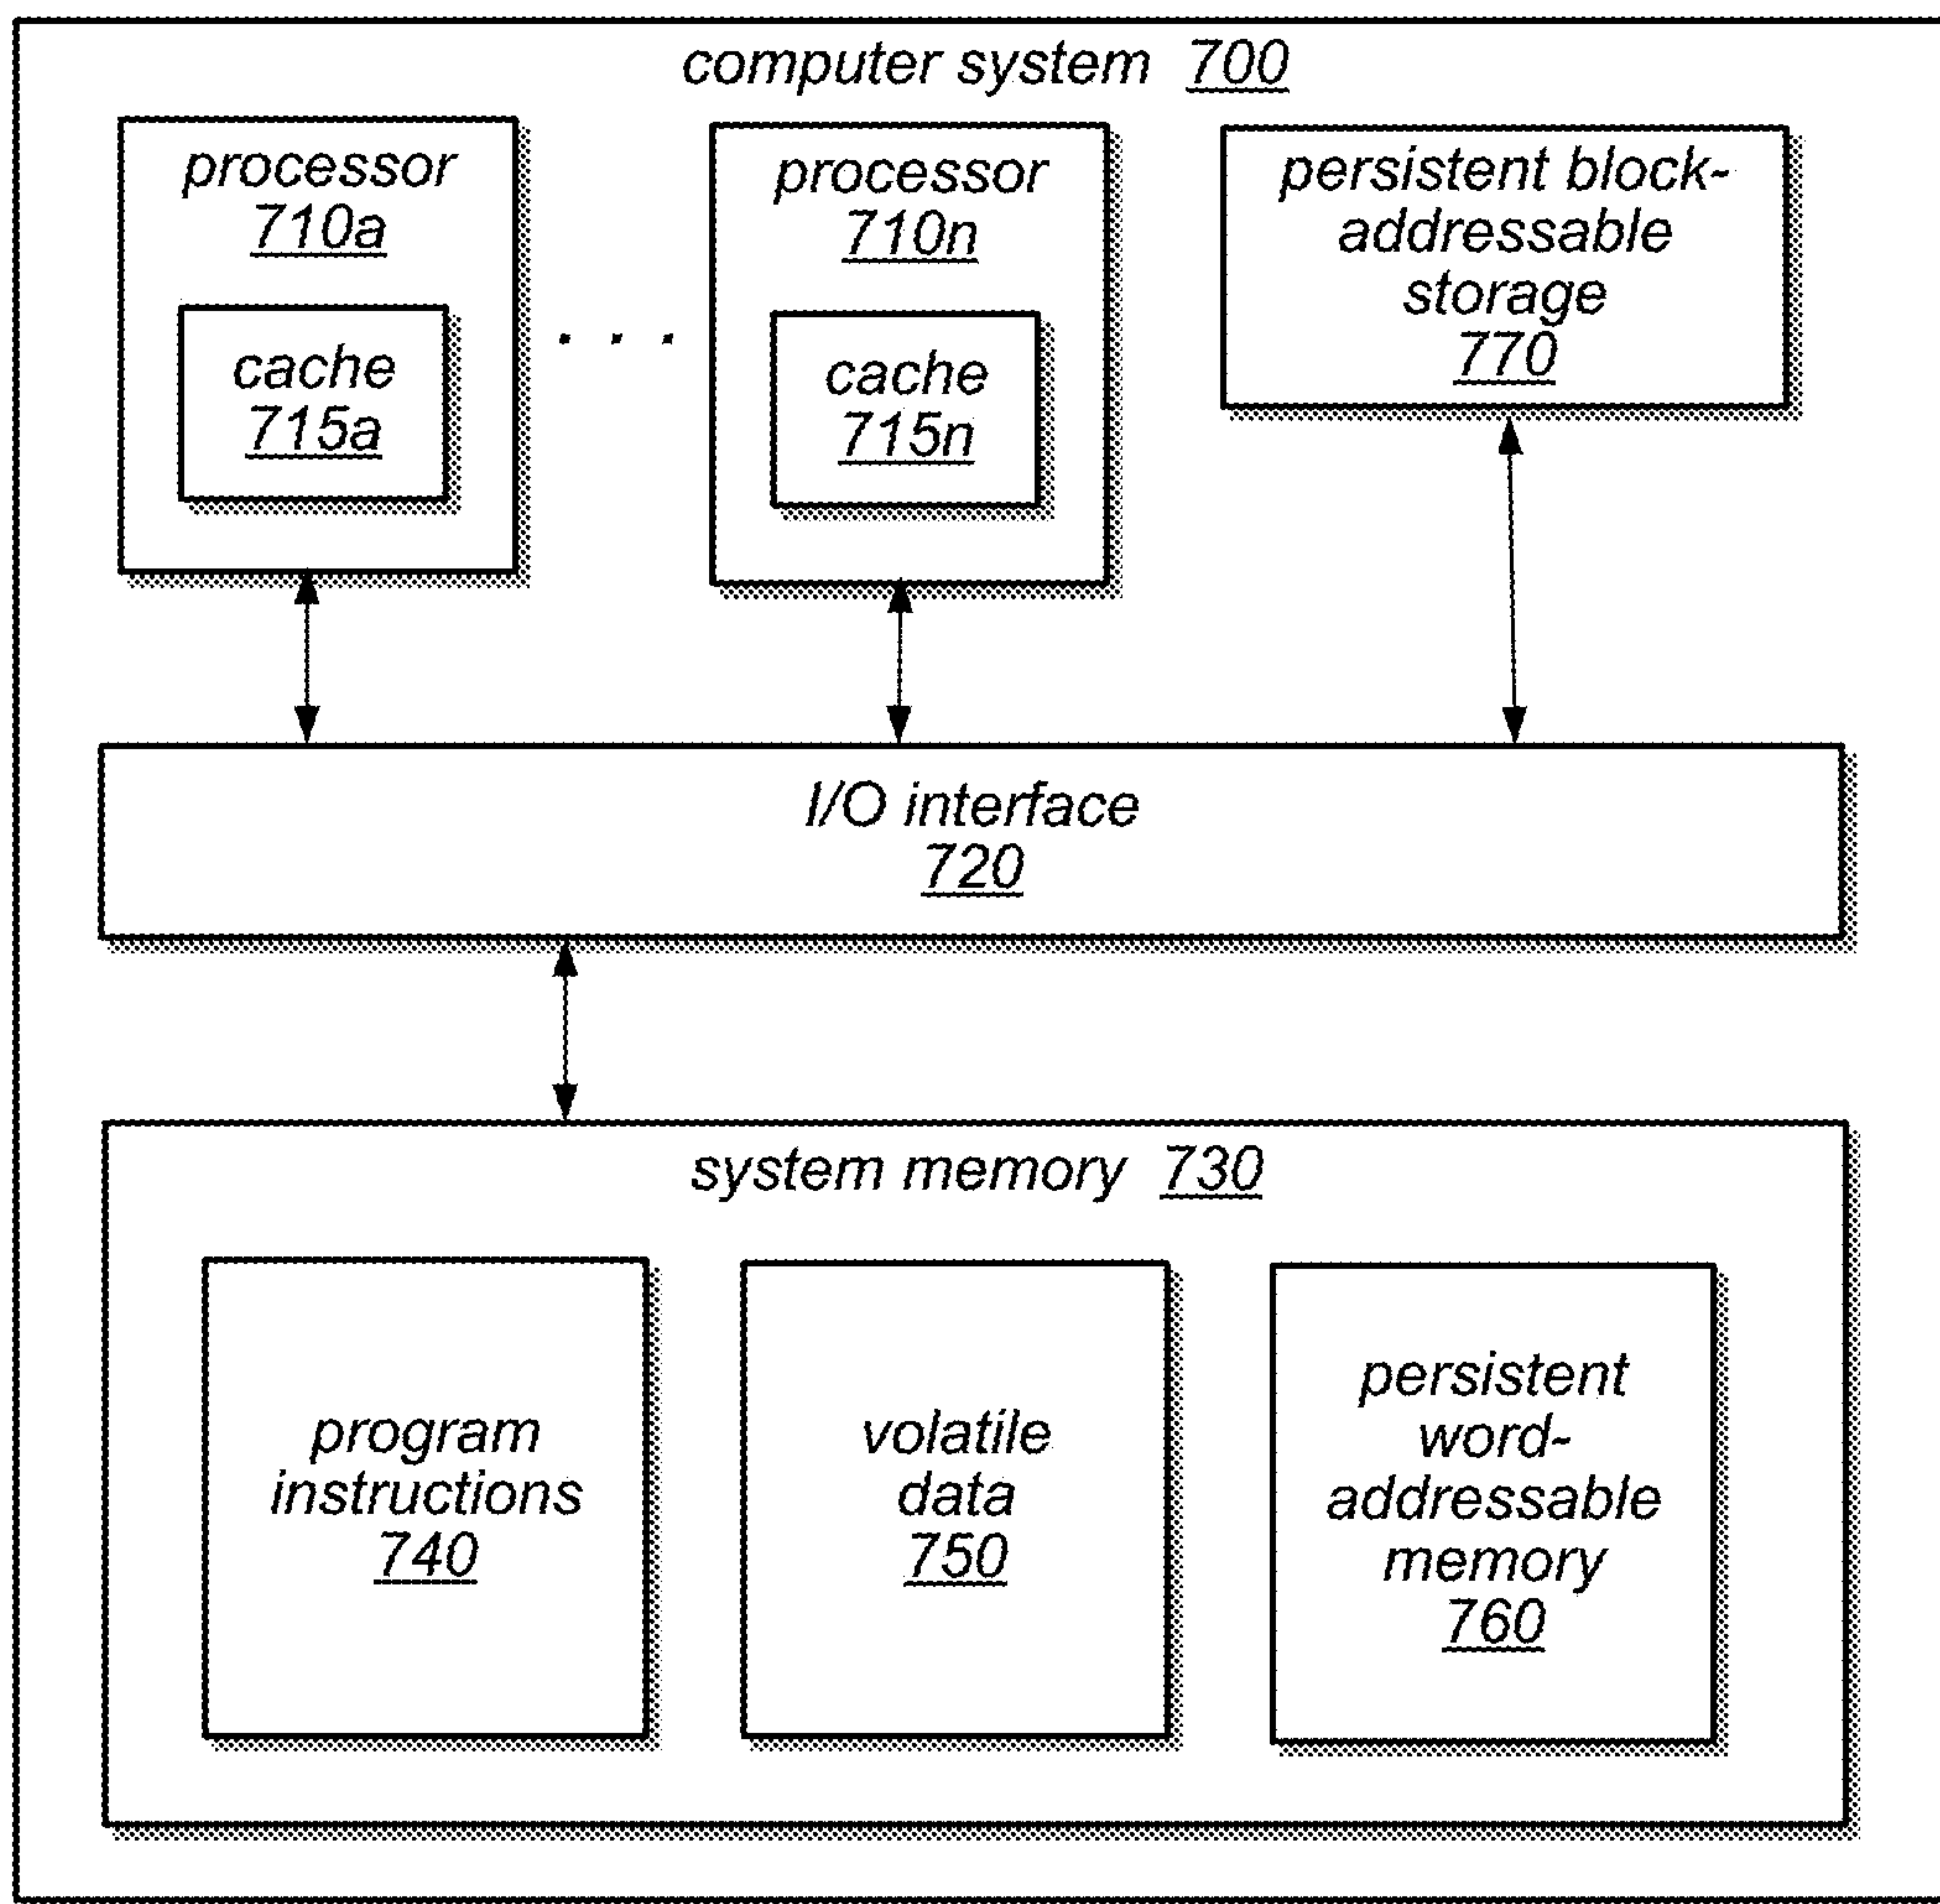 computer system 700
processor
710a
cache
715a
. . .
processor
710n
cache
715n
persistent block-
addressable
storage
770
I/O interface
720
system memory 730
program
instructions
740
volatile
data
750
persistent
word-
addressable
memory
760